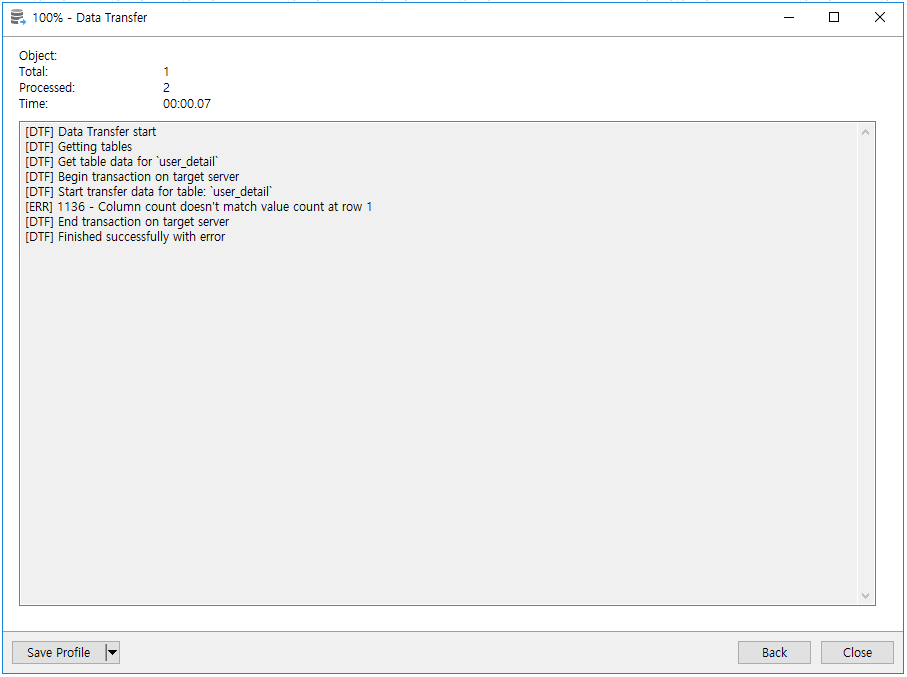 100% - Data Transfer
Object:
Total: 1
Processed: 2
Time: 00:00.07
[DTF] Data Transfer start
[DTF] Getting tables
[DTF] Get table data for `user_detail`
[DTF] Begin transaction on target server
[DTF] Start transfer data for table: `user_detail`
[ERR] 1136 - Column count doesn't match value count at row 1
[DTF] End transaction on target server
[DTF] Finished successfully with error
Save Profile
Back
Close